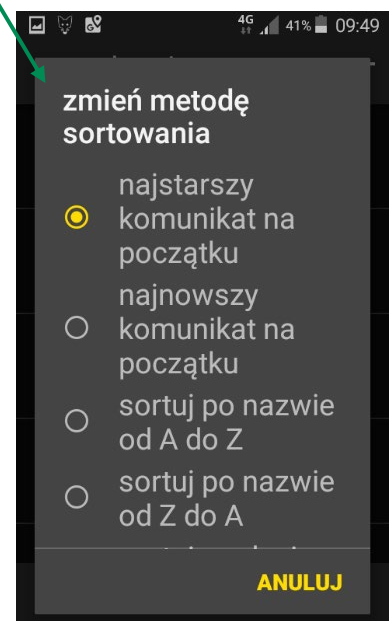 4G 41% 09:49
zmień metodę
sortowania
najstarszy
komunikat na
początku
najnowszy
komunikat na
początku
sortuj po nazwie
od A do Z
sortuj po nazwie
od Z do A
ANULUJ